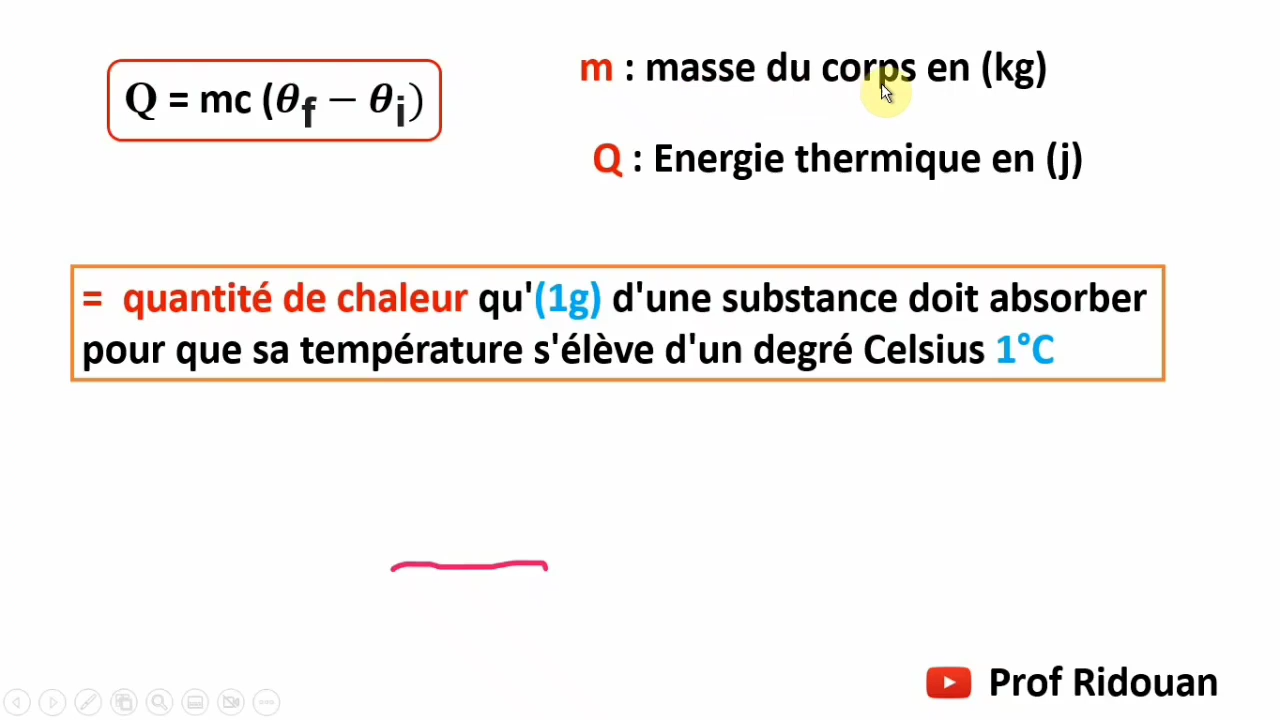 Q = mc (θf − θi)
m : masse du corps en (kg)
Q : Energie thermique en (j)
= quantité de chaleur qu'(1g) d'une substance doit absorber
pour que sa température s'élève d'un degré Celsius 1°C
Prof Ridouan